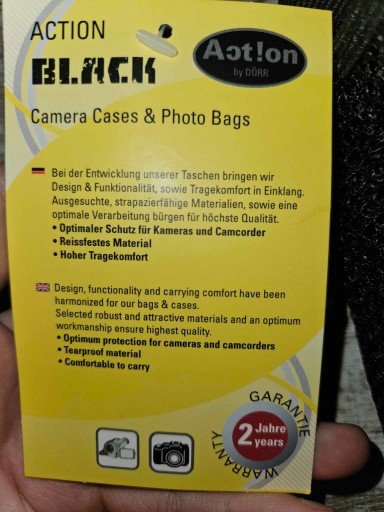 ACTION
BLACK
Act!on
by DÖRR
Camera Cases & Photo Bags
Bei der Entwicklung unserer Taschen bringen wir
Design & Funktionalität, sowie Tragekomfort in Einklang.
Ausgesuchte, strapazierfähige Materialien, sowie eine
optimale Verarbeitung bürgen für höchste Qualität.
• Optimaler Schutz für Kameras und Camcorder
• Reissfestes Material
• Hoher Tragekomfort
Design, functionality and carrying comfort have been
harmonized for our bags & cases.
Selected robust and attractive materials and an optimum
workmanship ensure highest quality.
• Optimum protection for cameras and camcorders
• Tearproof material
• Comfortable to carry
GARANTIE
2 Jahre
years
WARRANTY